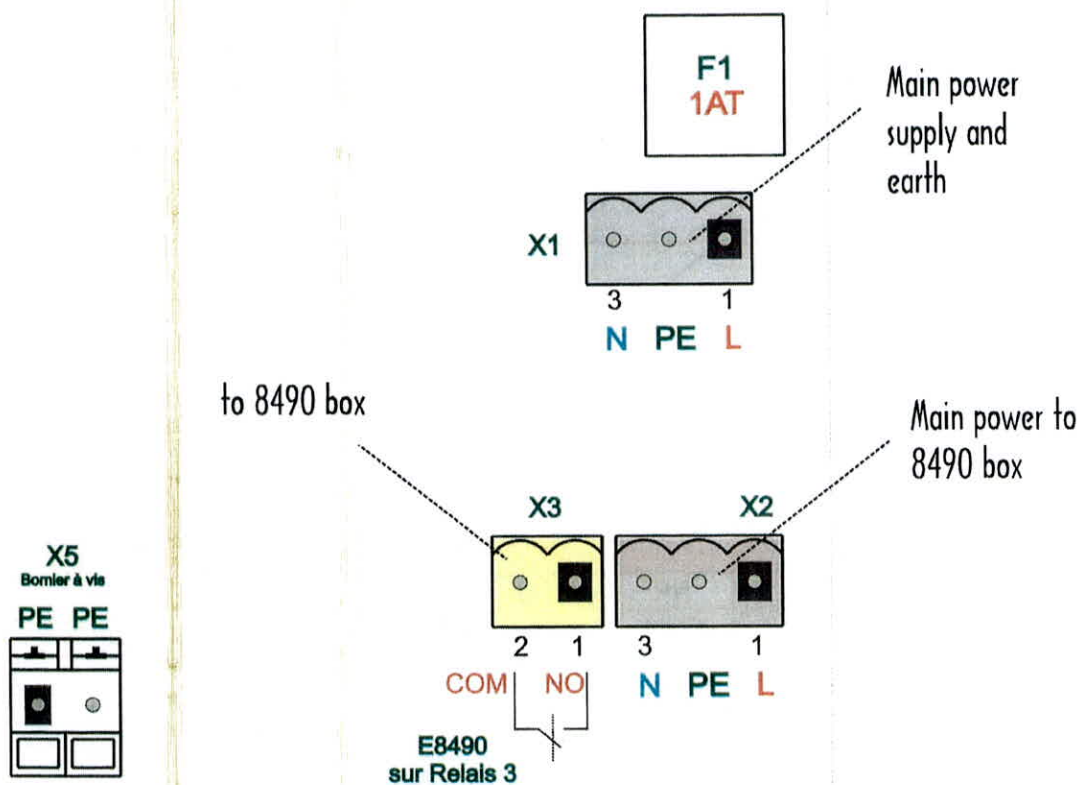 F1
1AT
Main power
supply and
earth
X1
3 1
N PE L
to 8490 box
Main power to
8490 box
X3 X2
X5
Bornier à vis
PE PE
2 1 3 1
COM NO N PE L
E8490
sur Relais 3